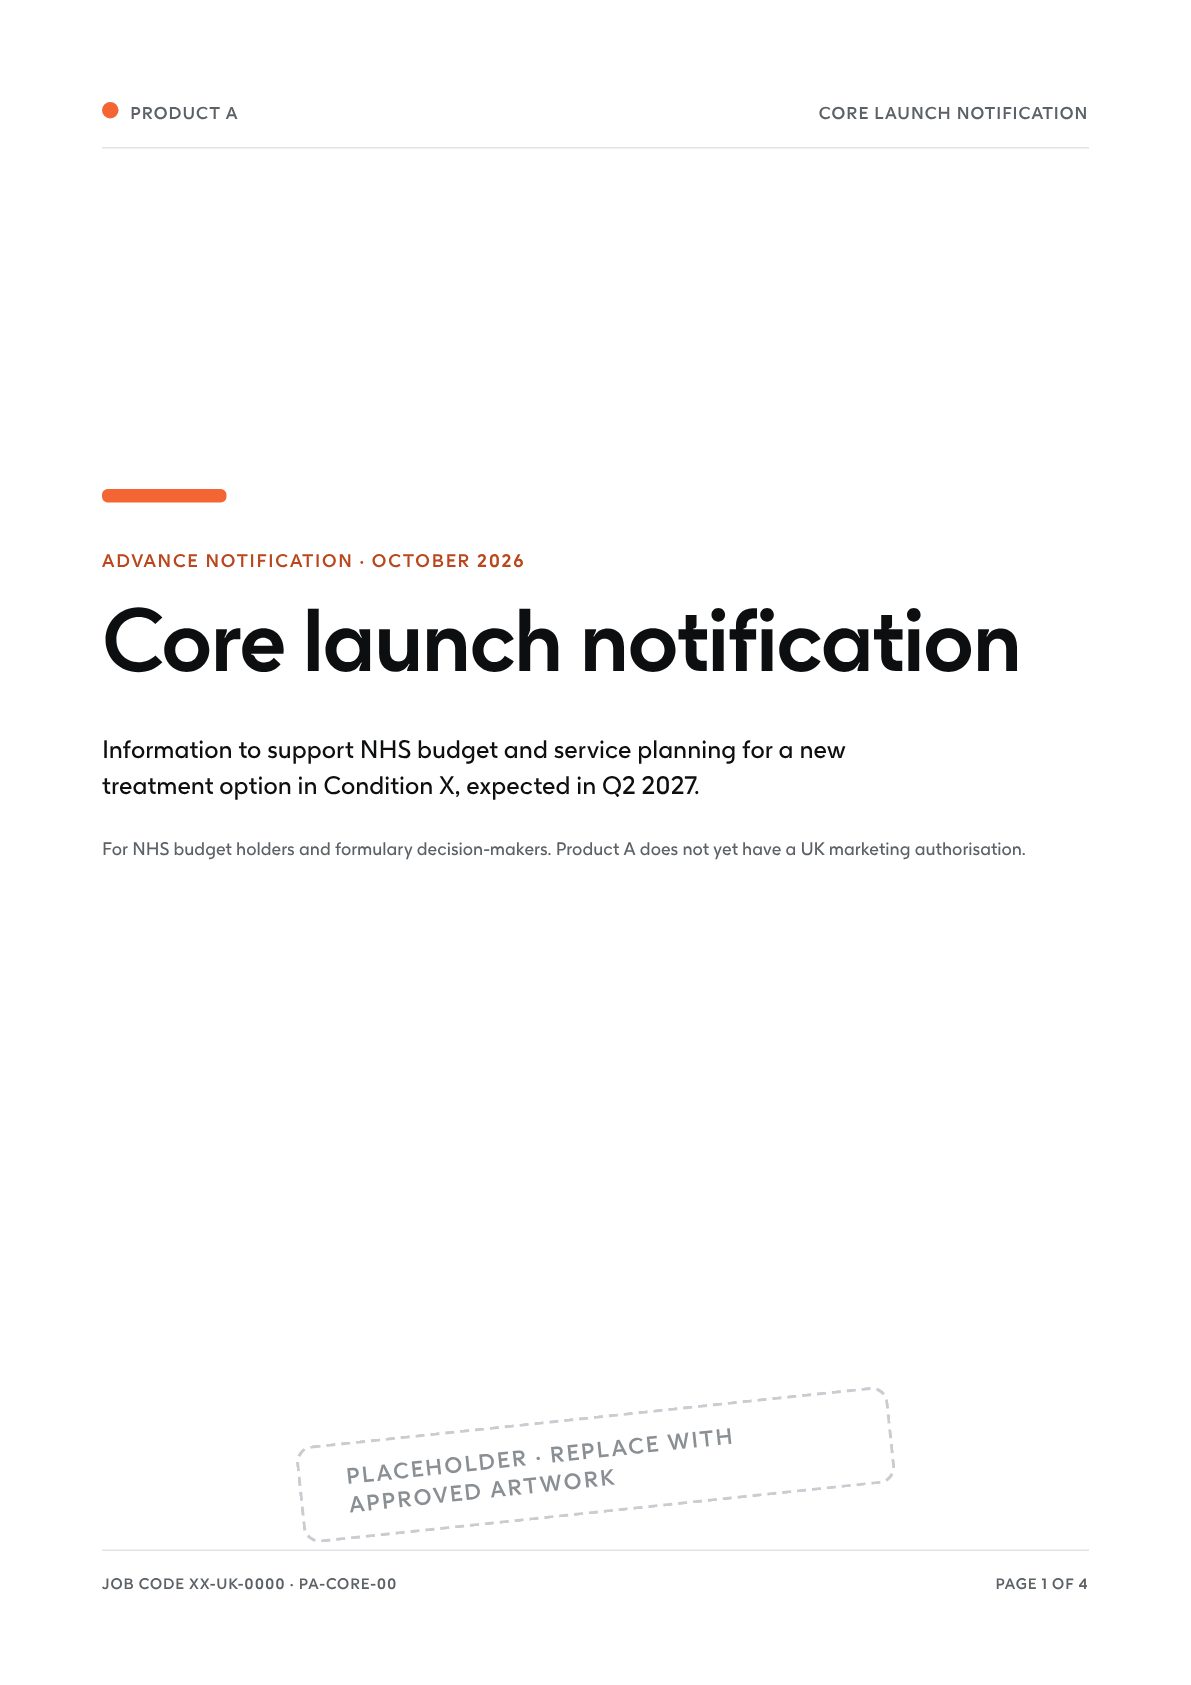 PRODUCT A
CORE LAUNCH NOTIFICATION
ADVANCE NOTIFICATION · OCTOBER 2026
Core launch notification
Information to support NHS budget and service planning for a new
treatment option in Condition X, expected in Q2 2027.
For NHS budget holders and formulary decision-makers. Product A does not yet have a UK marketing authorisation.
PLACEHOLDER · REPLACE WITH
APPROVED ARTWORK
JOB CODE XX-UK-0000 · PA-CORE-00
PAGE 1 OF 4